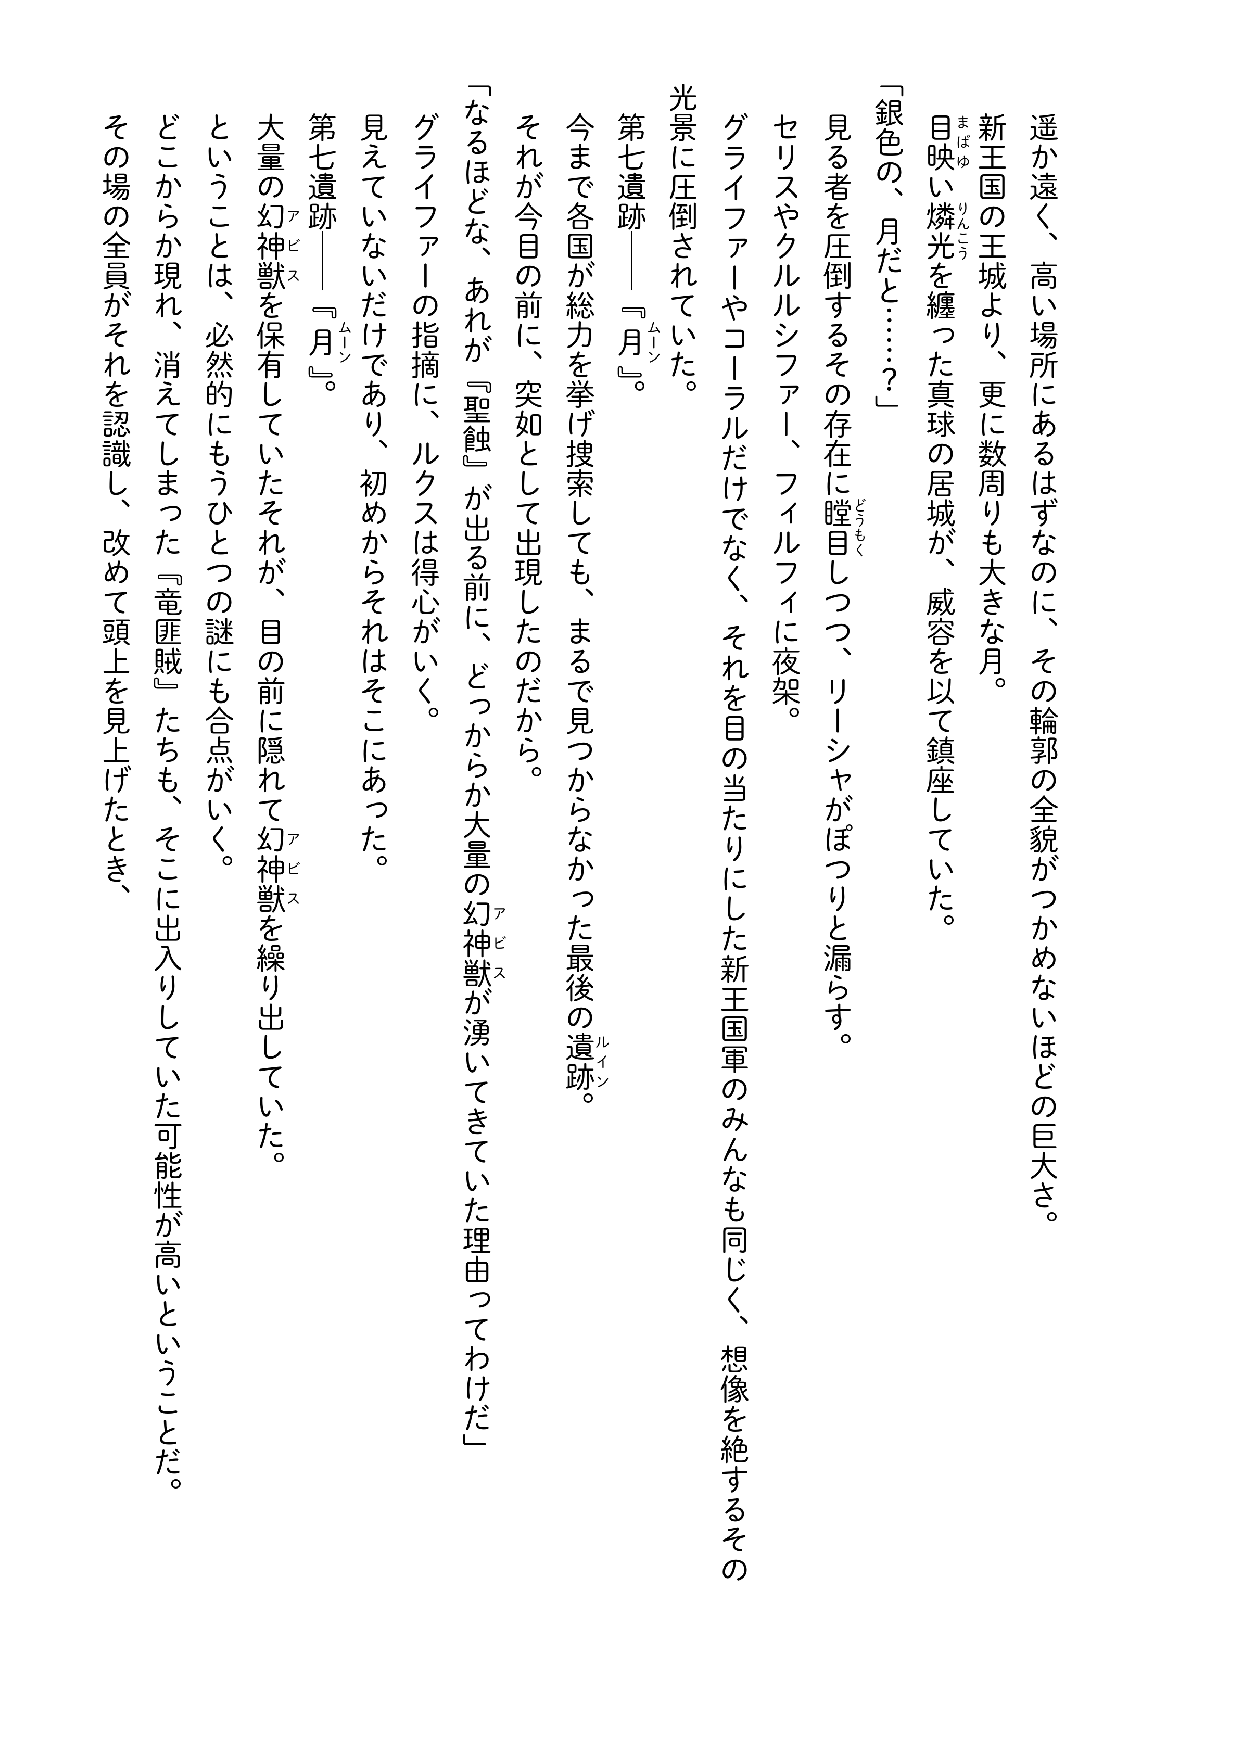 遥か遠く、高い場所にあるはずなのに、その輪郭の全貌がつかめないほどの巨大さ。
新王国の王城より、更に数周りも大きな月。
目映い燐光を纏った真球の居城が、威容を以て鎮座していた。
「銀色の、月だと……？」
見る者を圧倒するその存在に瞠目しつつ、リーシャがぽつりと漏らす。
セリスやクルルシファー、フィルフィに夜架。
グライファーやコーラルだけでなく、それを目の当たりにした新王国軍のみんなも同じく、想像を絶するその
光景に圧倒されていた。
第七遺跡――『月』。
今まで各国が総力を挙げ捜索しても、まるで見つからなかった最後の遺跡。
それが今目の前に、突如として出現したのだから。
「なるほどな、あれが『聖蝕』が出る前に、どっからか大量の幻神獣が湧いてきていた理由ってわけだ」
グライファーの指摘に、ルクスは得心がいく。
見えていないだけであり、初めからそれはそこにあった。
第七遺跡――『月』。
大量の幻神獣を保有していたそれが、目の前に隠れて幻神獣を繰り出していた。
ということは、必然的にもうひとつの謎にも合点がいく。
どこからか現れ、消えてしまった『竜匪賊』たちも、そこに出入りしていた可能性が高いということだ。
その場の全員がそれを認識し、改めて頭上を見上げたとき、